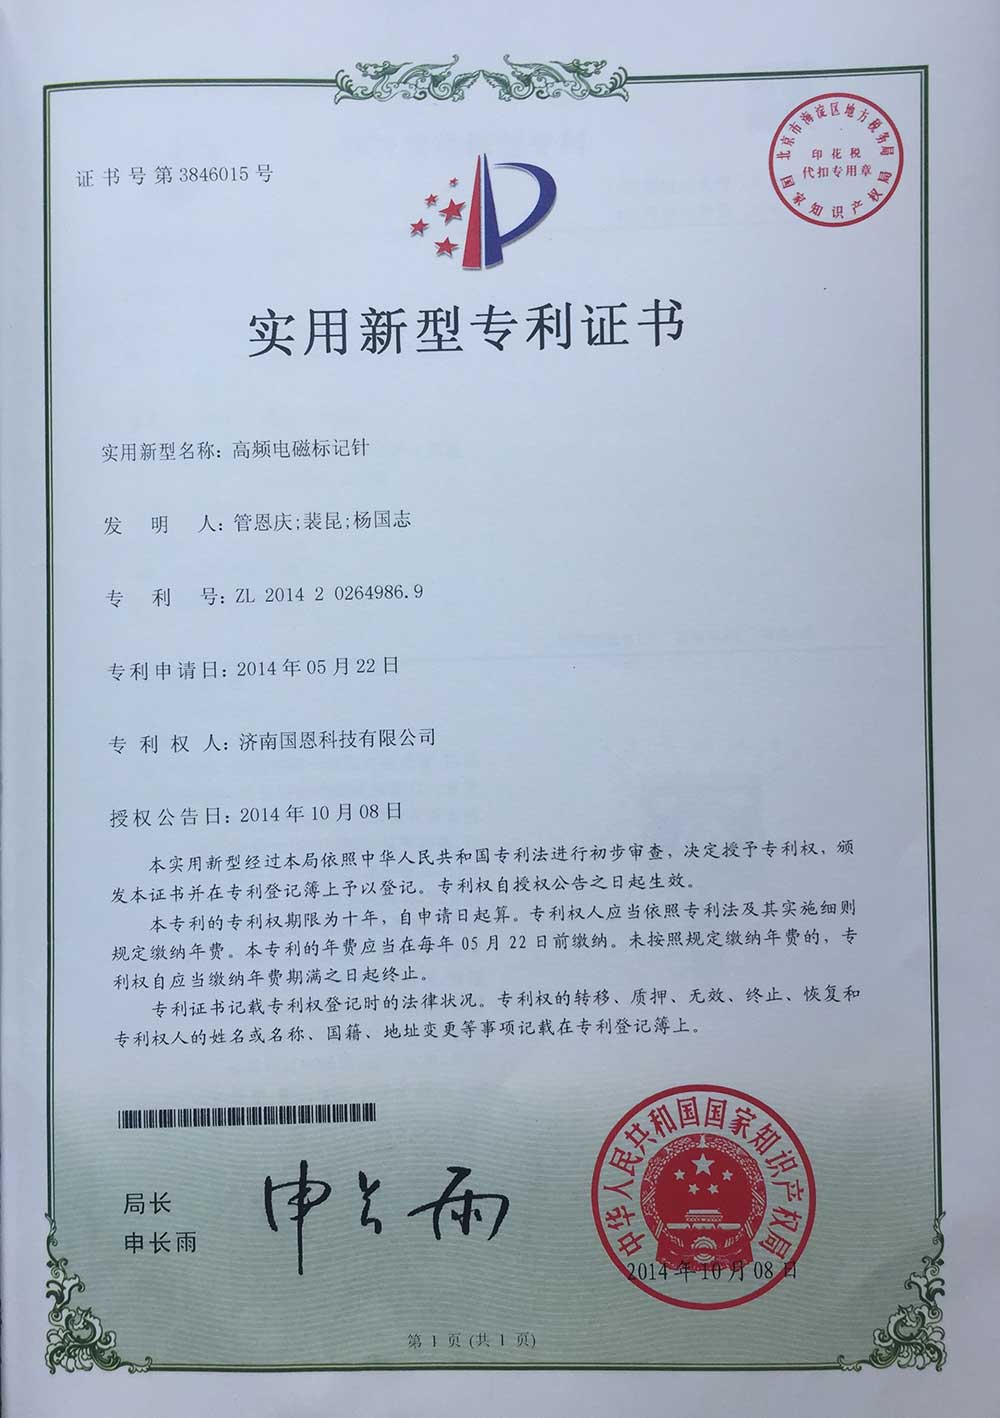 证书号第3846015号
北京市海淀区地方税务局
印花税
代扣专用章
国家知识产权局
实用新型专利证书
实用新型名称：高频电磁标记针
发明人：管恩庆;裴昆;杨国志
专利号：ZL 2014 2 0264986.9
专利申请日：2014年05月22日
专利权人：济南国恩科技有限公司
授权公告日：2014年10月08日
本实用新型经过本局依照中华人民共和国专利法进行初步审查，决定授予专利权，颁
发本证书并在专利登记簿上予以登记。专利权自授权公告之日起生效。
本专利的专利权期限为十年，自申请日起算。专利权人应当依照专利法及其实施细则
规定缴纳年费。本专利的年费应当在每年05月22日前缴纳。未按照规定缴纳年费的，专
利权自应当缴纳年费期满之日起终止。
专利证书记载专利权登记时的法律状况。专利权的转移、质押、无效、终止、恢复和
专利权人的姓名或名称、国籍、地址变更等事项记载在专利登记簿上。
局长
申长雨
申长雨
中华人民共和国国家知识产权局
2014年10月08日
第1页(共1页)